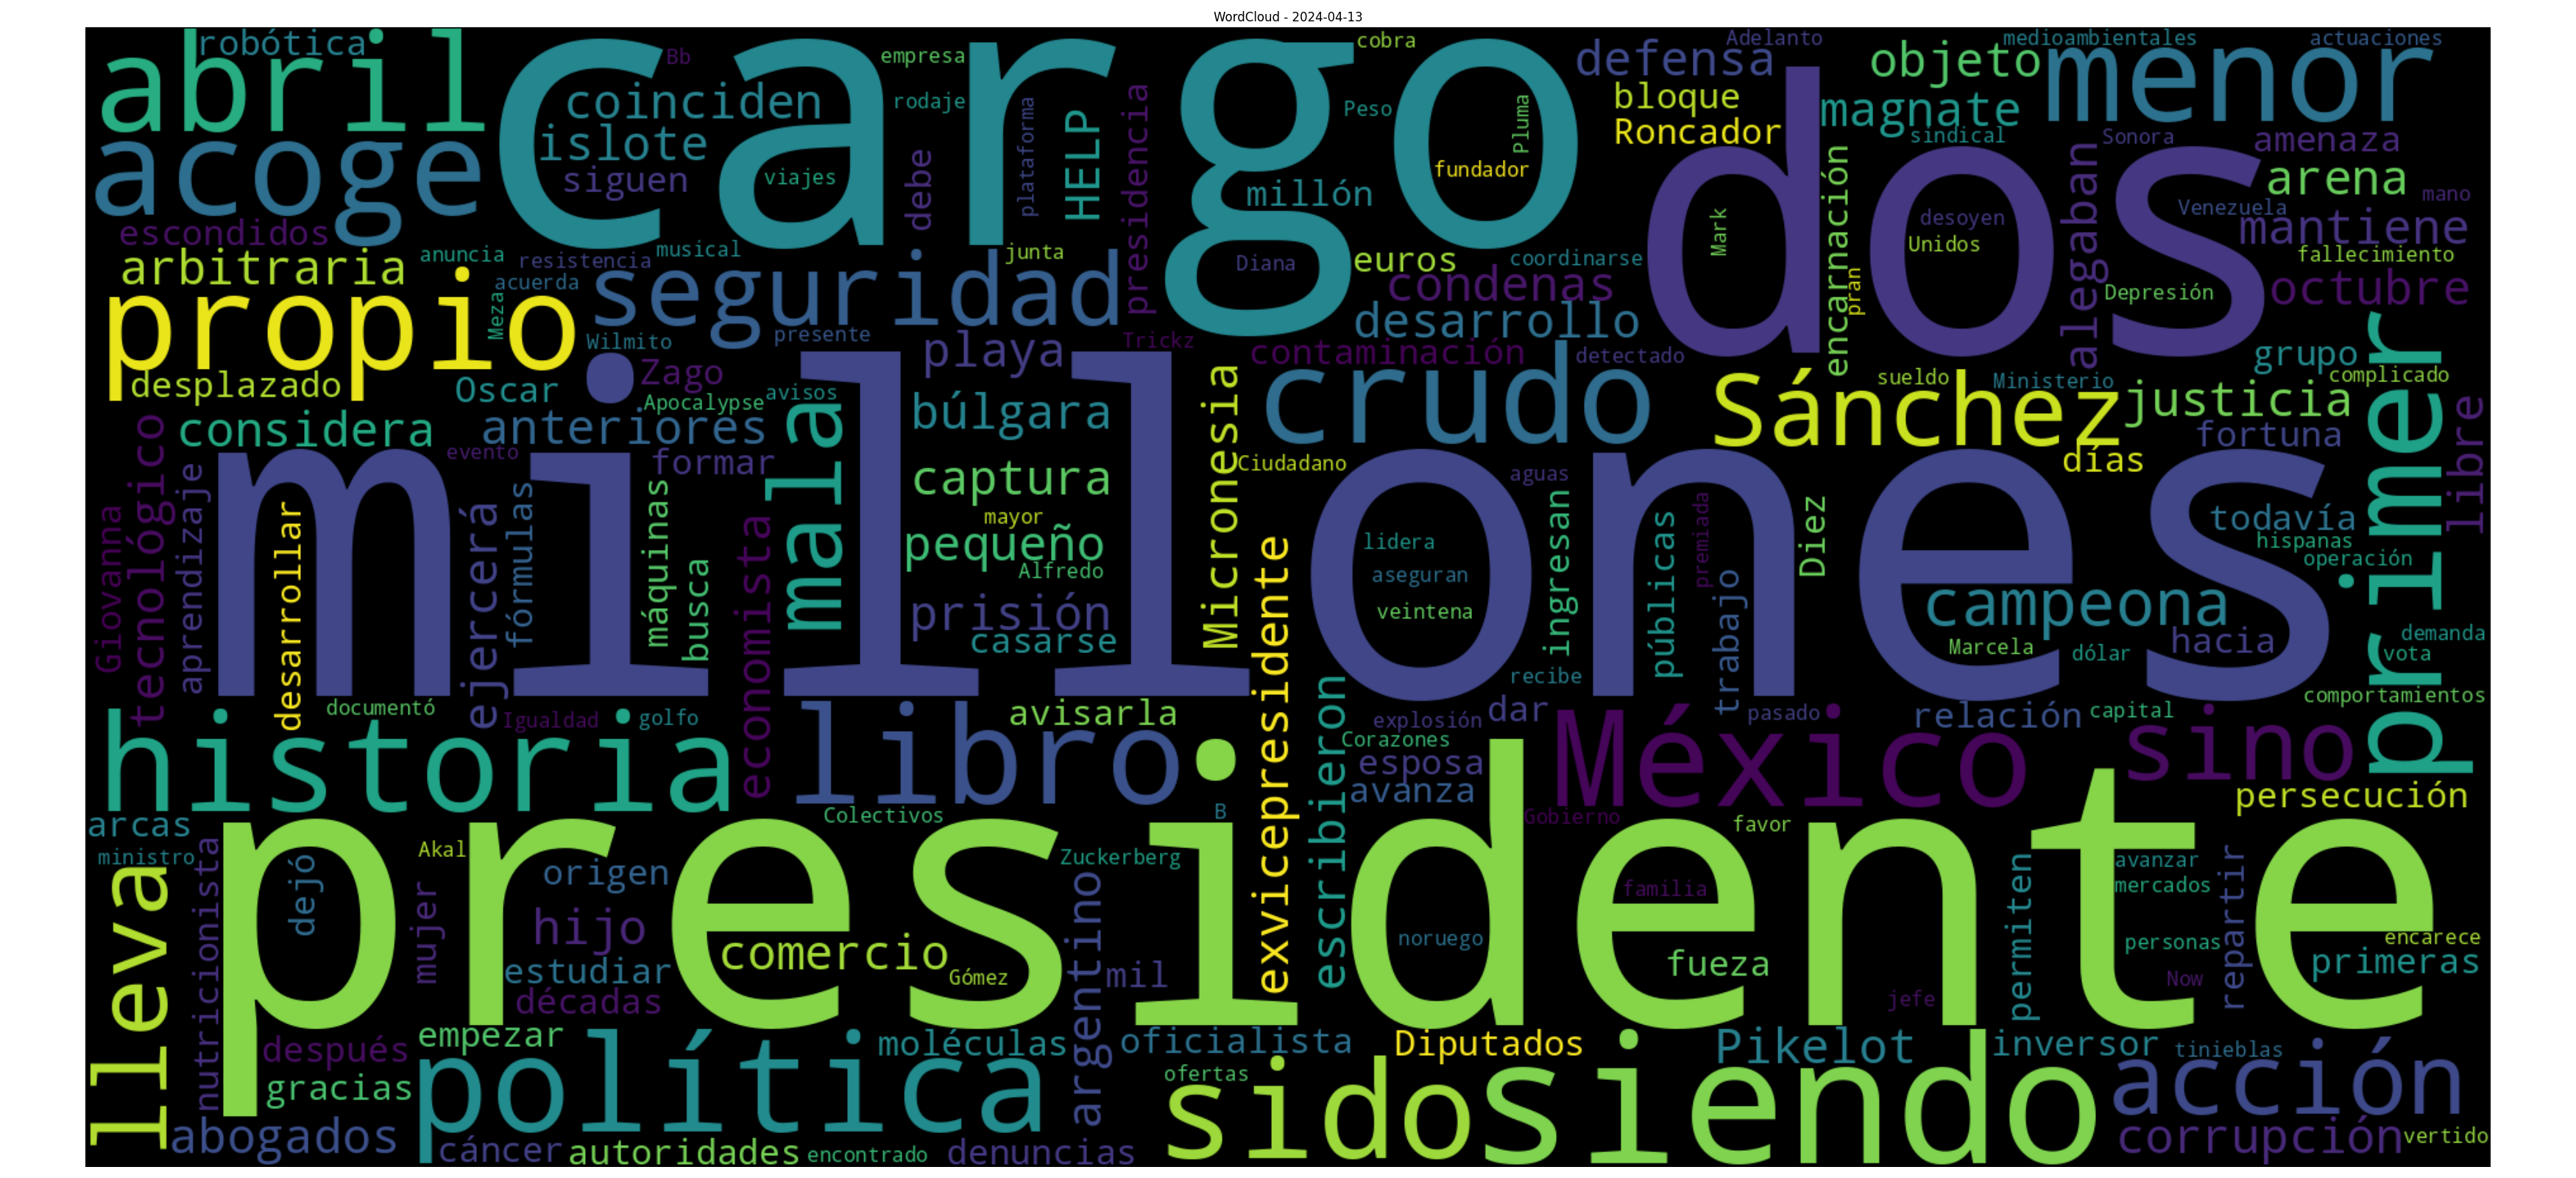 WordCloud - 2024-04-13
robótica
abril
cargo
Bb
empresa
cobra
defensa
Adelanto
objeto
medioambientales
actuaciones
menor
coinciden
rodaje
plataforma
HELP
presidencia
Peso
Pluma
bloque
magnate
Roncador
sindical
Sonora
amenaza
acoge
islote
siguen
viajes
debe
millón
fundador
dos
encarnación
alegaban
arena
mano
Venezuela
mantiene
escondidos
Mark
desoyen
Unidos
arbitraria
anuncia
resistencia
musical
junta
Diana
euros
coordinarse
fallecimiento
acuerda
seguridad
condenas
pran
Depresión
octubre
propio
Meza
Wilmito
presente
Trickz
desarrollo
playa
contaminación
detectado
grupo
complicado
desplazado
Oscar
Zago
Apocalypse
avisos
crudo
Sánchez
sueldo
Ministerio
justicia
primer
libre
considera
anteriores
mala
búlgara
Micronesia
fortuna
tecnológico
evento
formar
captura
Ciudadano
días
aguas
Giovanna
aprendizaje
desarrollar
millones
ejercerá
fórmulas
máquinas
busca
economista
mayor
pequeño
Alfredo
prisión
casarse
exvicepresidente
lidera
aseguran
veintena
ingresan
públicas
premiada
trabajo
Diez
todavía
hispanas
operación
campeona
Marcela
dólar
hacia
demanda
vota
recibe
comportamientos
documentó
Igualdad
golfo
historia
libro
avisarla
escribieron
explosión
dar
pasado
México
relación
capital
sino
Corazones
esposa
avanza
persecución
arcas
Colectivos
B
Gobierno
favor
ministro
presidente
nutricionista
dejó
Akal
origen
Zuckerberg
avanzar
mercados
lleva
mujer
hijo
argentino
familia
permiten
repartir
comercio
noruego
personas
encarece
estudiar
Gómez
mil
fueza
Now
primeras
décadas
jefe
después
empezar
moléculas
oficialista
Diputados
Pikelot
inversor
tinieblas
gracias
política
ofertas
sido
siendo
acción
abogados
cáncer
autoridades
encontrado
denuncias
corrupción
vertido